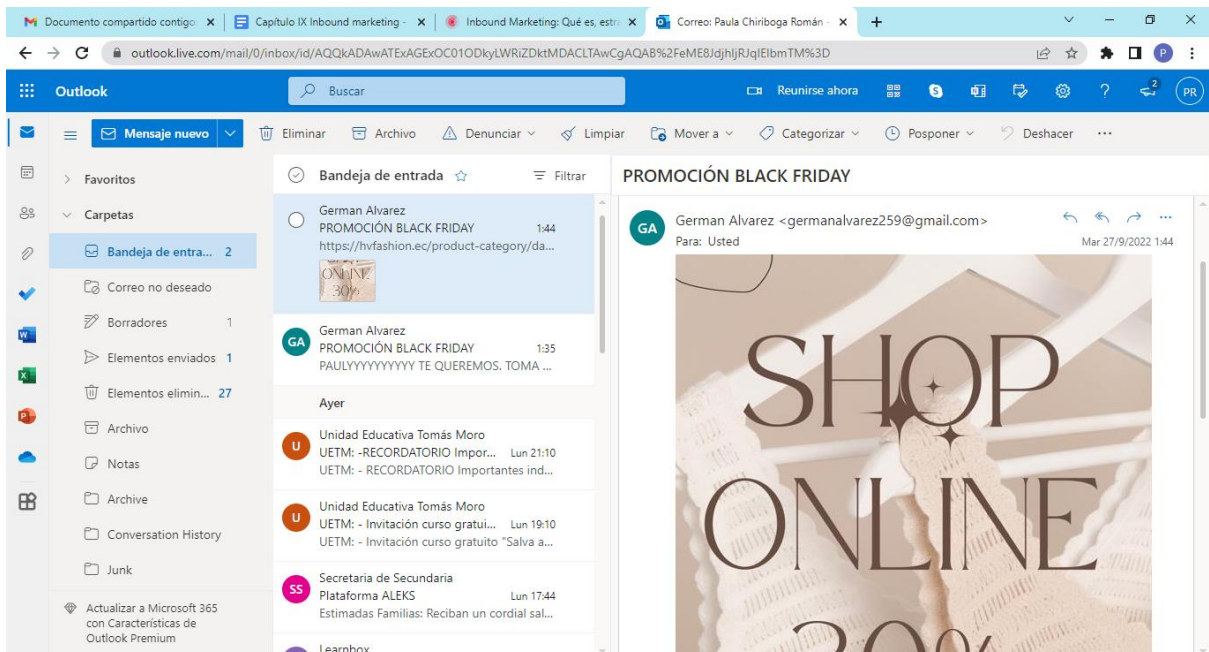 Documento compartido contigo
Capítulo IX Inbound marketing -
Inbound Marketing: Qué es, estra
Correo: Paula Chiriboga Román -
outlook.live.com/mail/0/inbox/id/AQQkADAwATExAGExOC01ODkyLWRiZDktMDACLTAwCgAQAB%2FeME8JdjhljRJqlElbmTM%3D
P
Outlook
Buscar
Reunirse ahora
2
PR
Mensaje nuevo
Eliminar
Archivo
Denunciar
Limpiar
Mover a
Categorizar
Posponer
Deshacer
Favoritos
Carpetas
Bandeja de entra... 2
Correo no deseado
Borradores 1
Elementos enviados 1
Elementos elimin... 27
Archivo
Notas
Archive
Conversation History
Junk
Actualizar a Microsoft 365
con Características de
Outlook Premium
Bandeja de entrada
Filtrar
German Alvarez
PROMOCIÓN BLACK FRIDAY 1:44
https://hvfashion.ec/product-category/da...
ONLINE
30%
GA
German Alvarez
PROMOCIÓN BLACK FRIDAY 1:35
PAULYYYYYYYYYY TE QUEREMOS. TOMA ...
Ayer
U
Unidad Educativa Tomás Moro
UETM: -RECORDATORIO Impor... Lun 21:10
UETM: - RECORDATORIO Importantes ind...
U
Unidad Educativa Tomás Moro
UETM: - Invitación curso gratui... Lun 19:10
UETM: - Invitación curso gratuito "Salva a...
SS
Secretaria de Secundaria
Plataforma ALEKS Lun 17:44
Estimadas Familias: Reciban un cordial sal...
Learnbox
PROMOCIÓN BLACK FRIDAY
GA
German Alvarez <germanalvarez259@gmail.com>
Para: Usted
Mar 27/9/2022 1:44
SHOP
ONLINE
30%